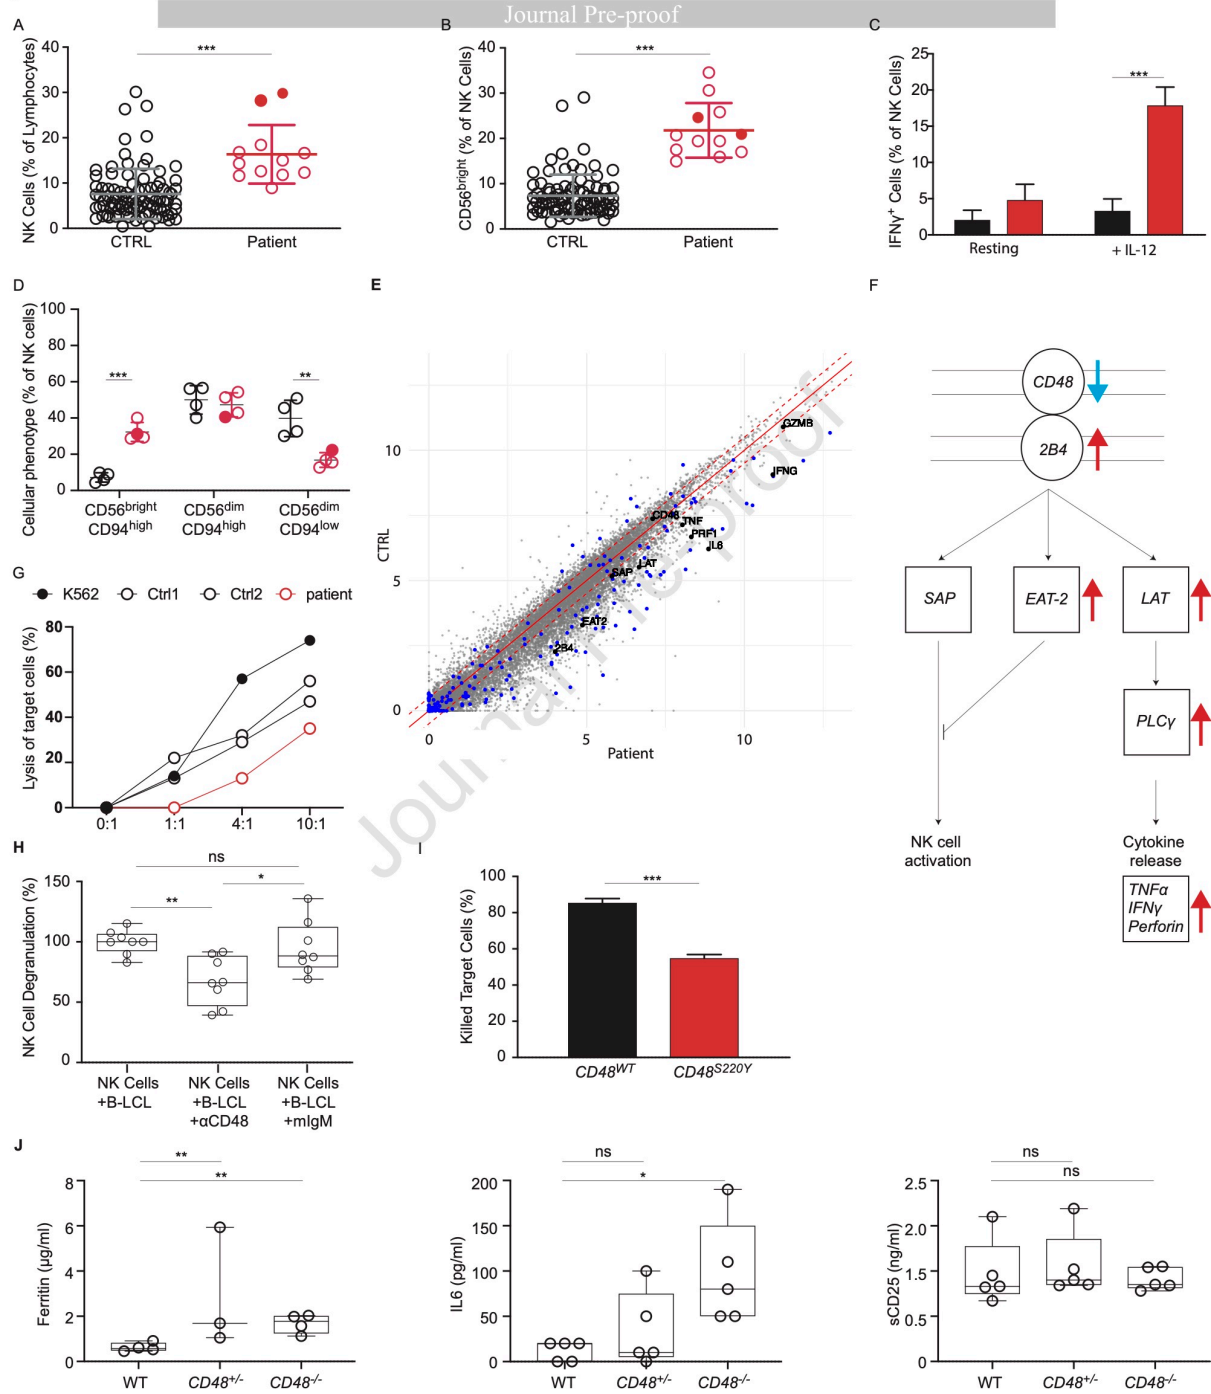 Journal Pre-proof
A
NK Cells (% of Lymphocytes)
40
30
20
10
0
***
CTRL
Patient
B
CD56bright (% of NK Cells)
40
30
20
10
0
***
CTRL
Patient
C
IFNγ+ Cells (% of NK Cells)
25
20
15
10
5
0
***
Resting
+ IL-12
D
Cellular phenotype (% of NK cells)
100
80
60
40
20
0
***
**
CD56bright
CD94high
CD56dim
CD94high
CD56dim
CD94low
E
CTRL
10
5
0
GZMB
IFNG
CD48
TNF
PRF1
IL6
LAT
SAP
EAT2
2B4
0
5
10
Patient
Journal Pre-proof
F
CD48
2B4
SAP
EAT-2
LAT
PLCγ
NK cell
activation
Cytokine
release
TNFα
IFNγ
Perforin
G
K562
Ctrl1
Ctrl2
patient
Lysis of target cells (%)
80
60
40
20
0
0:1
1:1
4:1
10:1
H
NK Cell Degranulation (%)
150
100
50
0
ns
**
*
NK Cells
+B-LCL
NK Cells
+B-LCL
+αCD48
NK Cells
+B-LCL
+mIgM
I
Killed Target Cells (%)
100
80
60
40
20
0
***
CD48WT
CD48S220Y
J
Ferritin (µg/ml)
8
6
4
2
0
**
**
WT
CD48+/-
CD48-/-
IL6 (pg/ml)
200
150
100
50
0
ns
*
WT
CD48+/-
CD48-/-
sCD25 (ng/ml)
2.5
2.0
1.5
0.5
0
ns
ns
WT
CD48+/-
CD48-/-